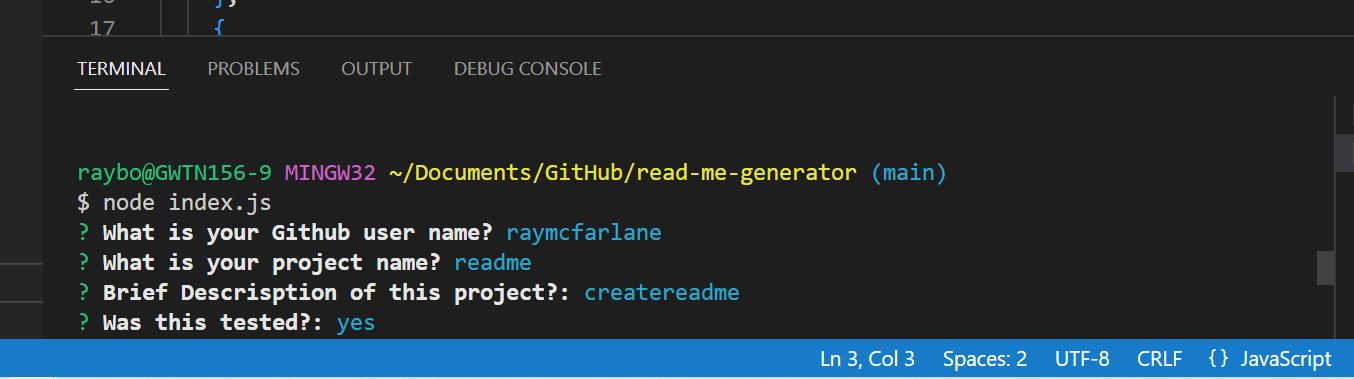 17 {
TERMINAL PROBLEMS OUTPUT DEBUG CONSOLE
raybo@GWTN156-9 MINGW32 ~/Documents/GitHub/read-me-generator (main)
$ node index.js
? What is your Github user name? raymcfarlane
? What is your project name? readme
? Brief Descrisption of this project?: createreadme
? Was this tested?: yes
Ln 3, Col 3 Spaces: 2 UTF-8 CRLF {} JavaScript